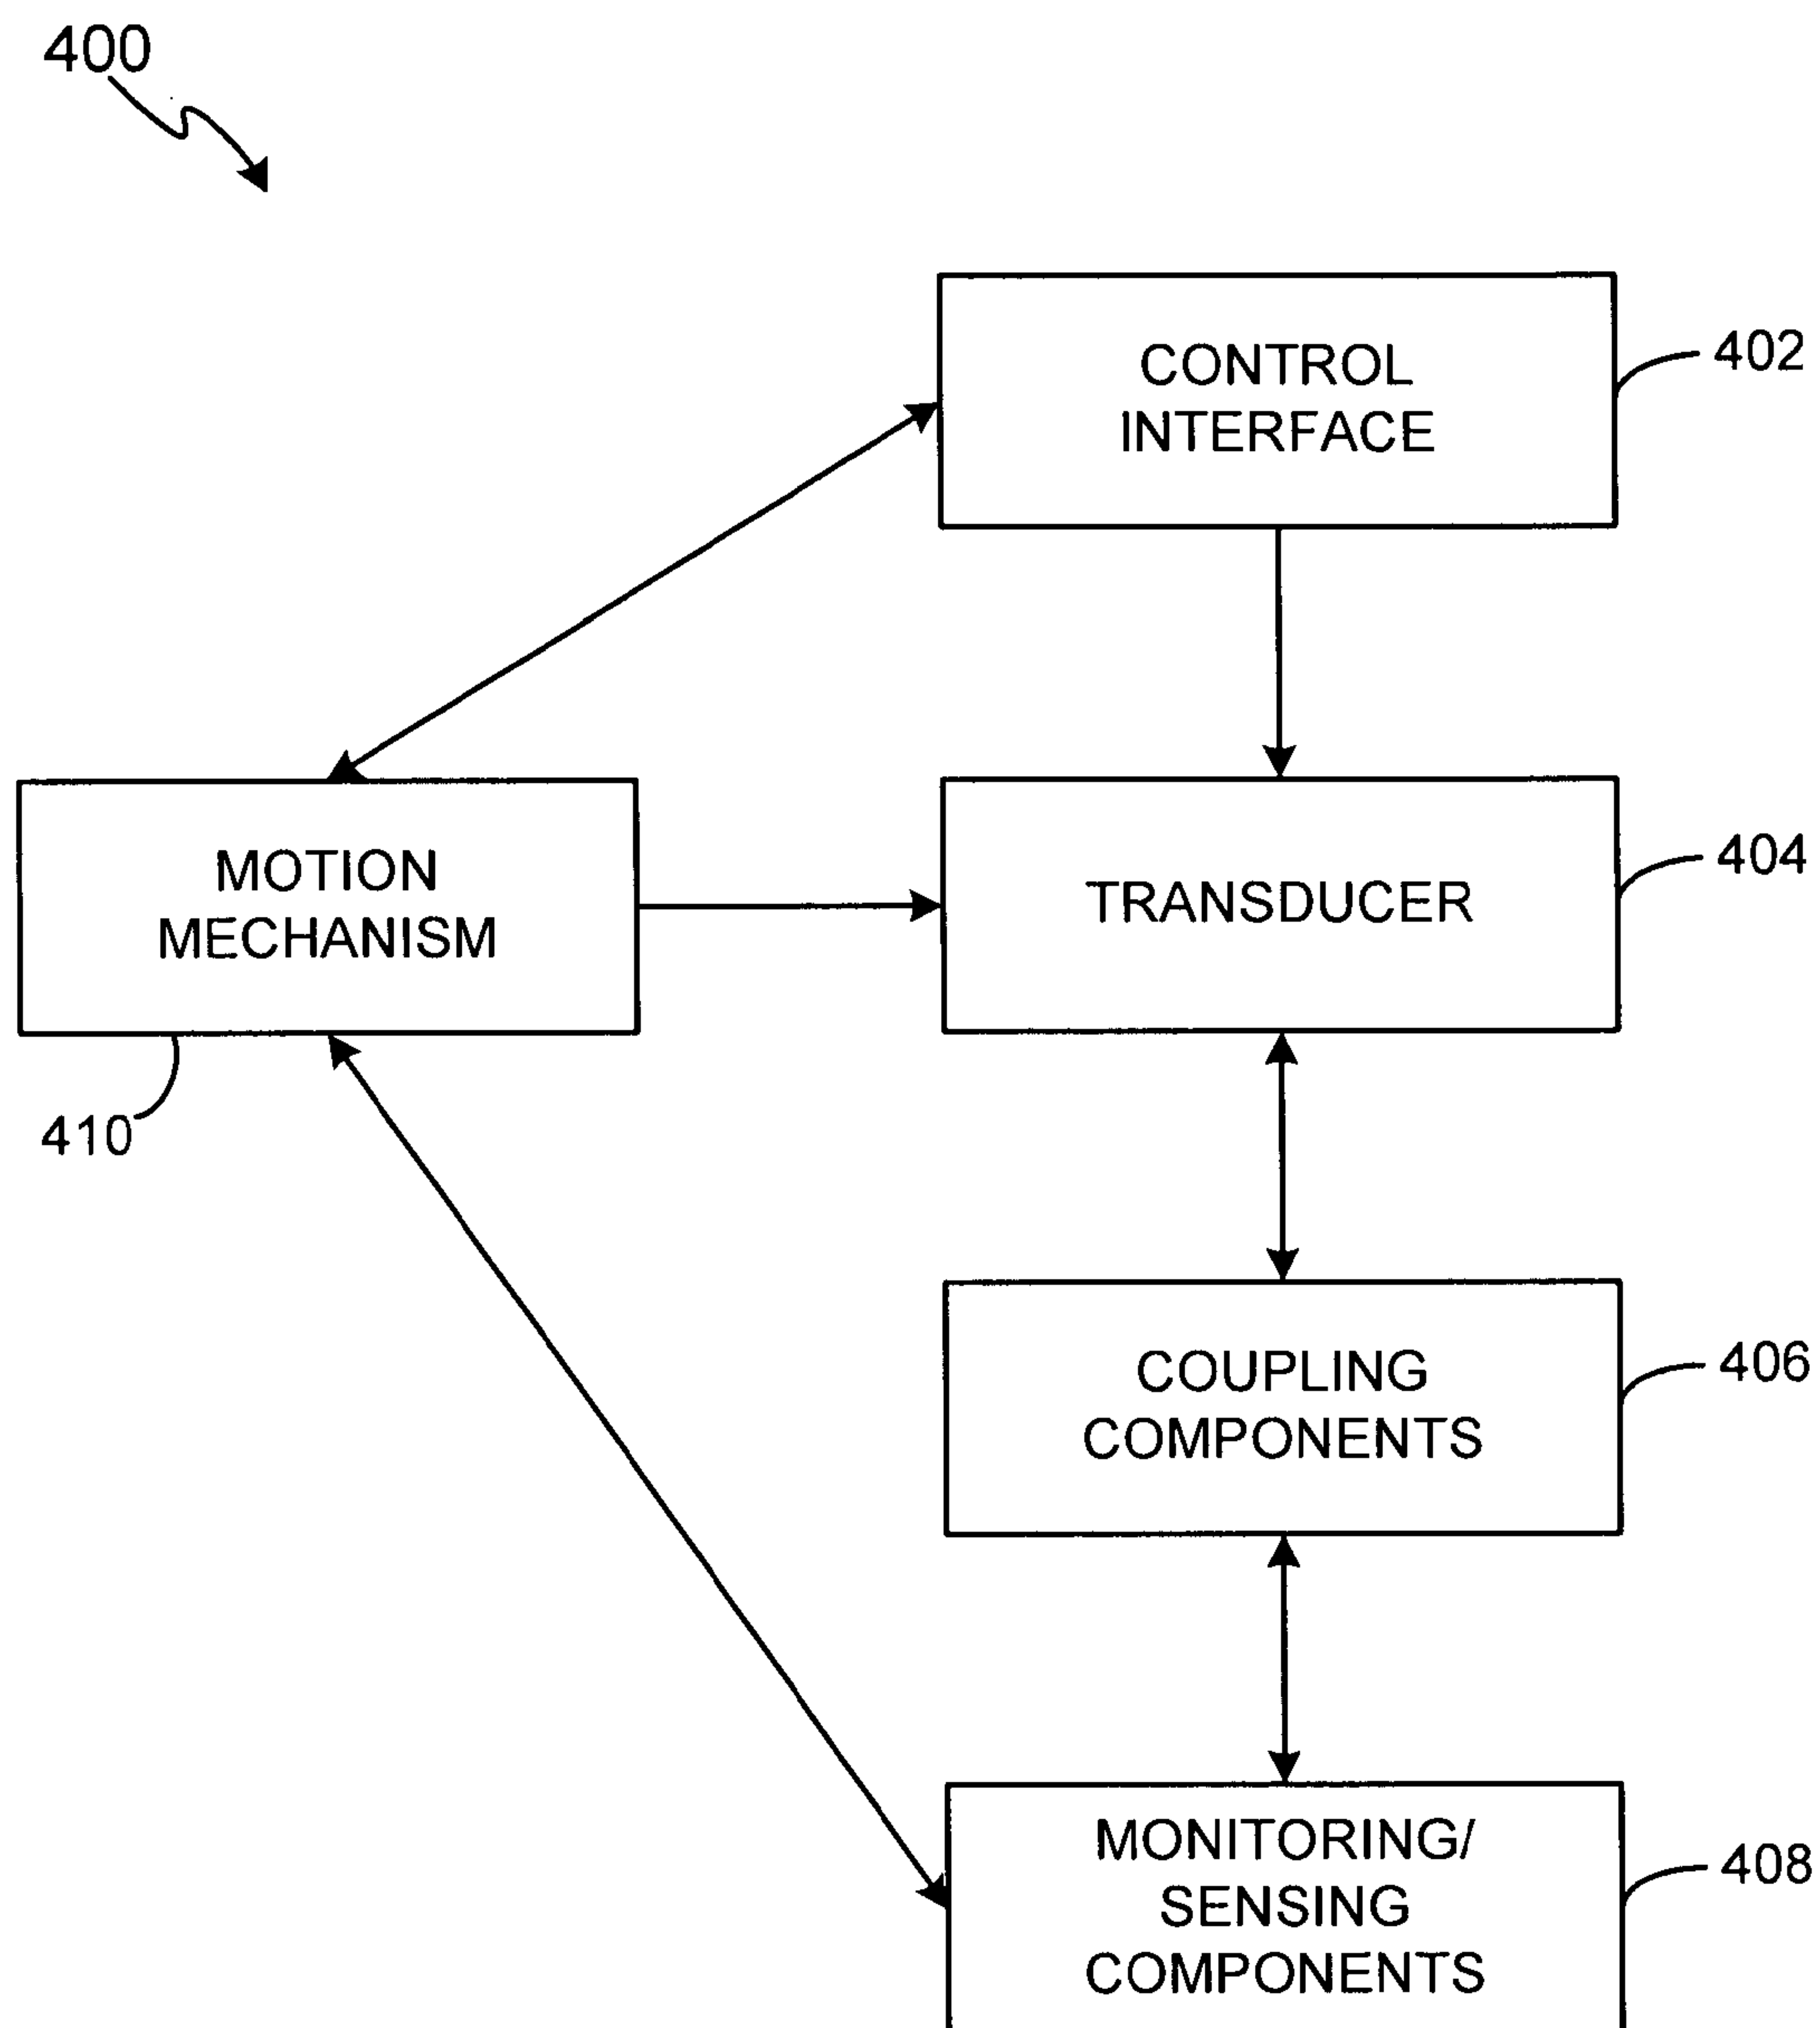 400
CONTROL
INTERFACE
402
MOTION
MECHANISM
410
TRANSDUCER
404
COUPLING
COMPONENTS
406
MONITORING/
SENSING
COMPONENTS
408